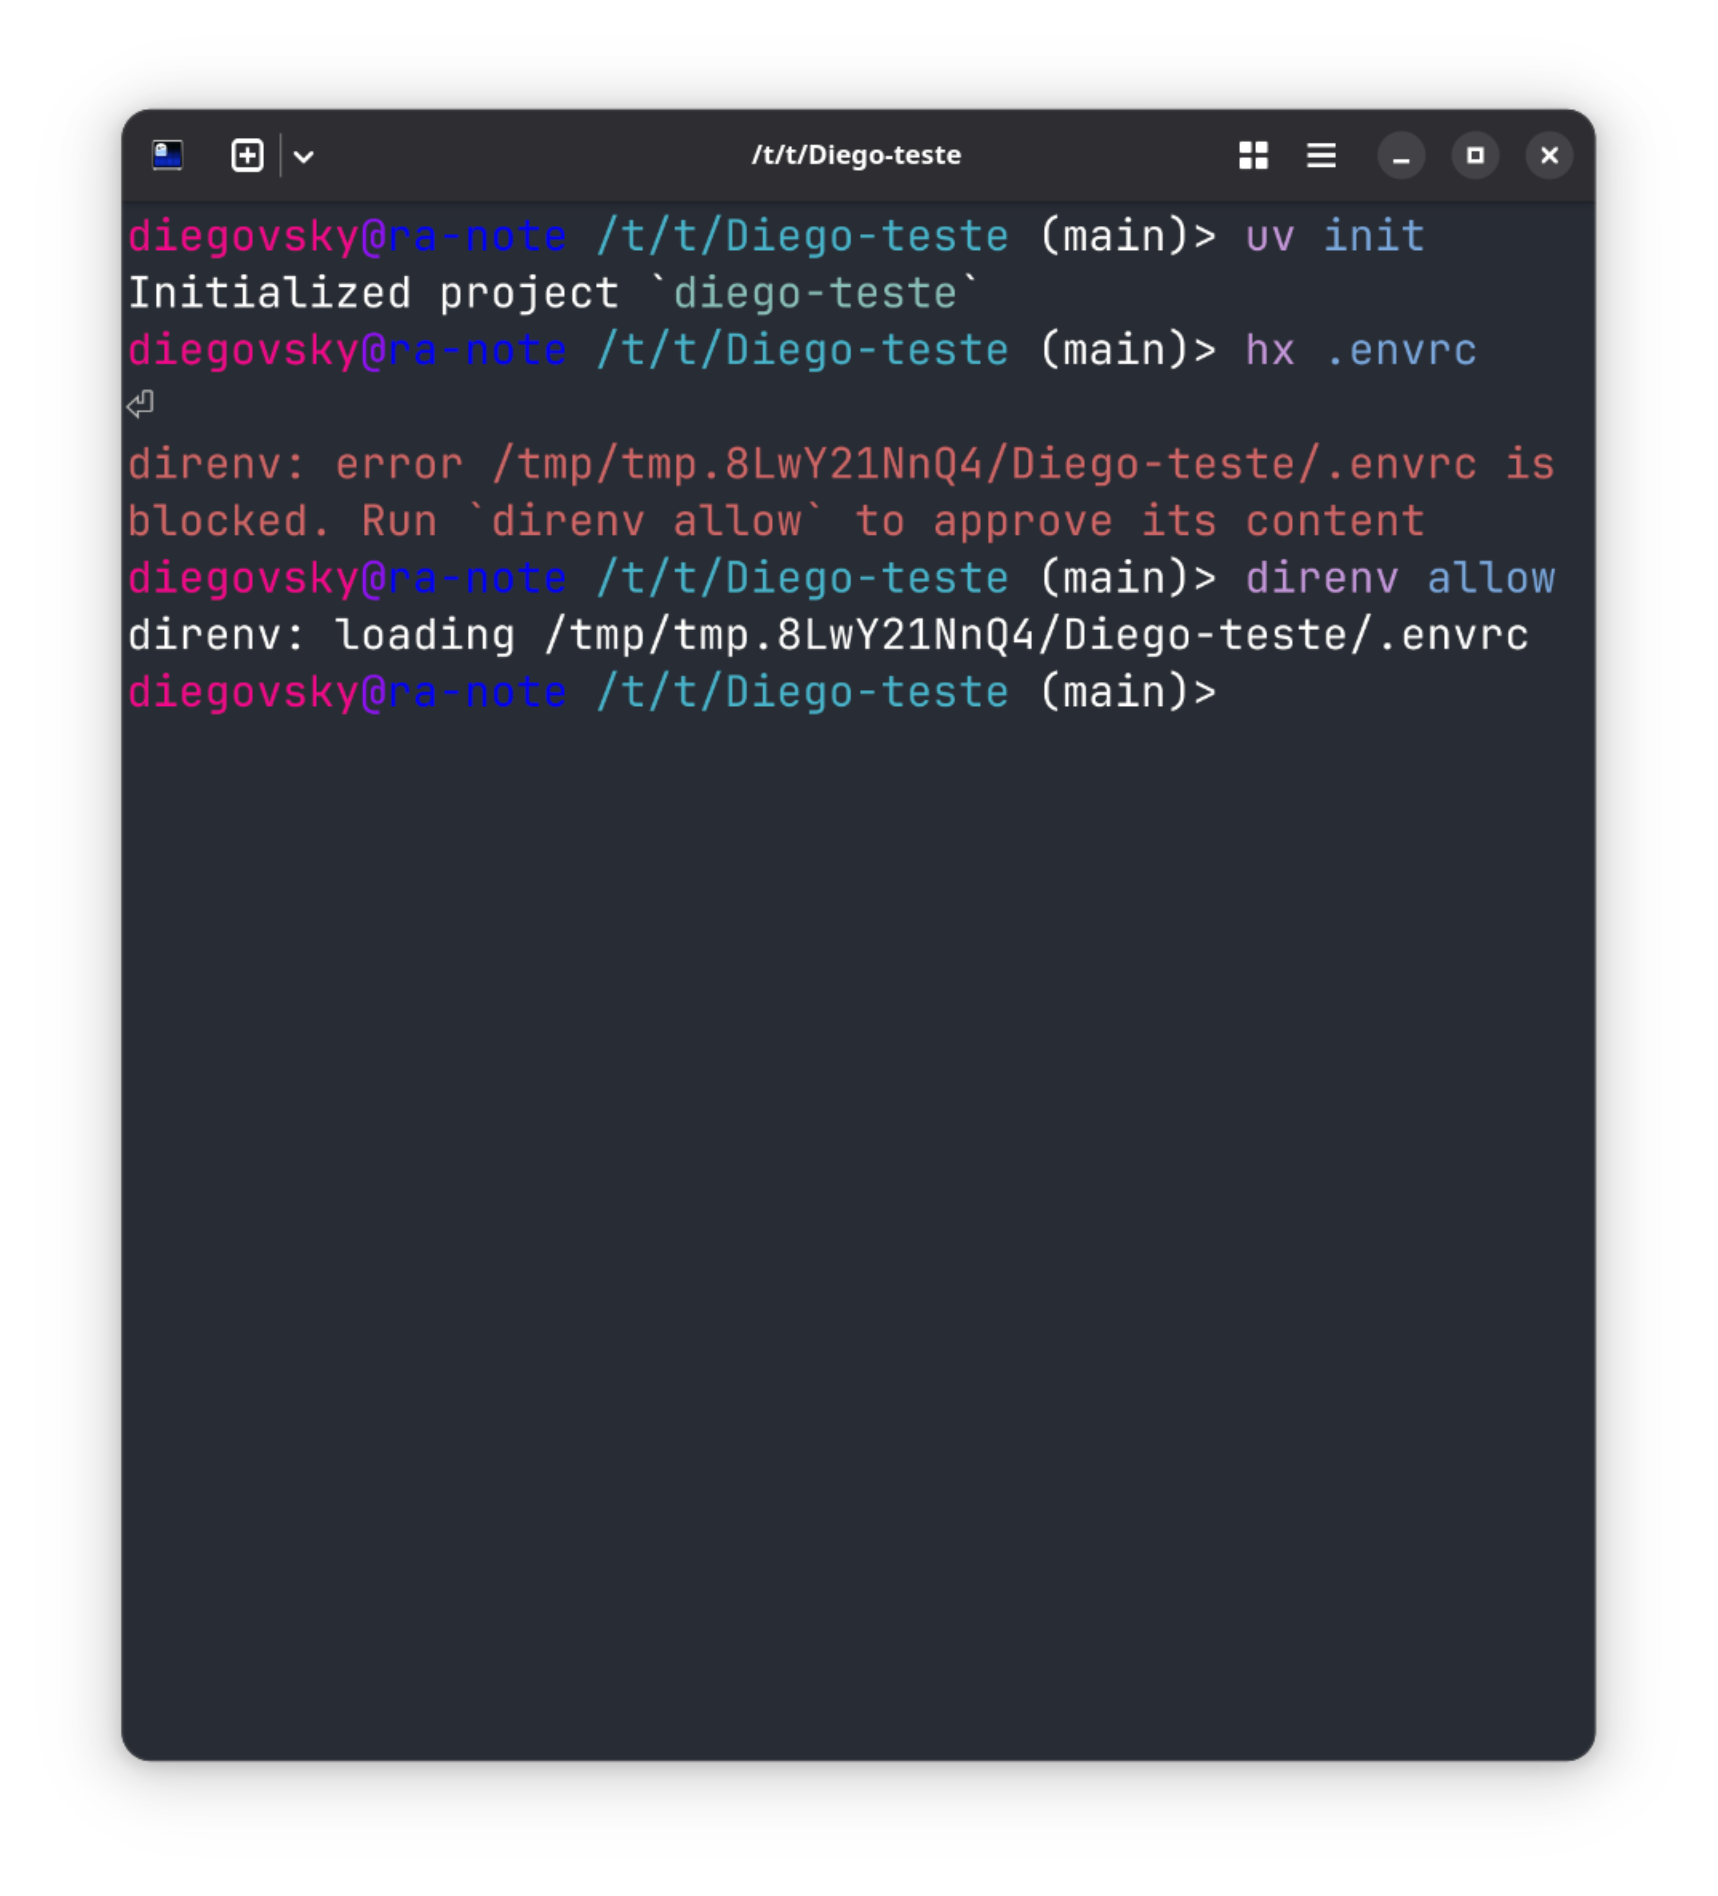 /t/t/Diego-teste
diegovsky@ra-note /t/t/Diego-teste (main)> uv init
Initialized project `diego-teste`
diegovsky@ra-note /t/t/Diego-teste (main)> hx .envrc
⏎
direnv: error /tmp/tmp.8LwY21NnQ4/Diego-teste/.envrc is
blocked. Run `direnv allow` to approve its content
diegovsky@ra-note /t/t/Diego-teste (main)> direnv allow
direnv: loading /tmp/tmp.8LwY21NnQ4/Diego-teste/.envrc
diegovsky@ra-note /t/t/Diego-teste (main)>